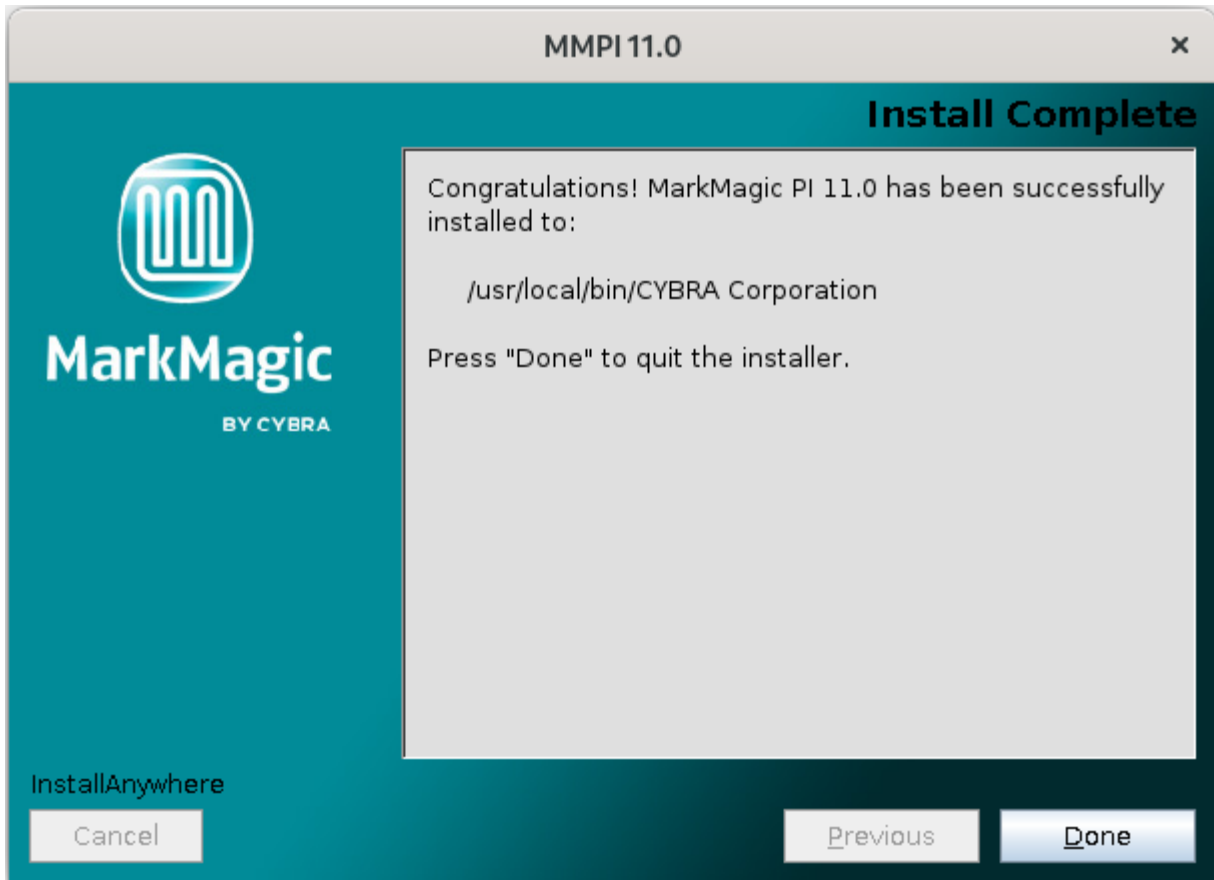 MMPI 11.0
Install Complete
MarkMagic
BY CYBRA
Congratulations! MarkMagic PI 11.0 has been successfully
installed to:
/usr/local/bin/CYBRA Corporation
Press "Done" to quit the installer.
InstallAnywhere
Cancel
Previous
Done